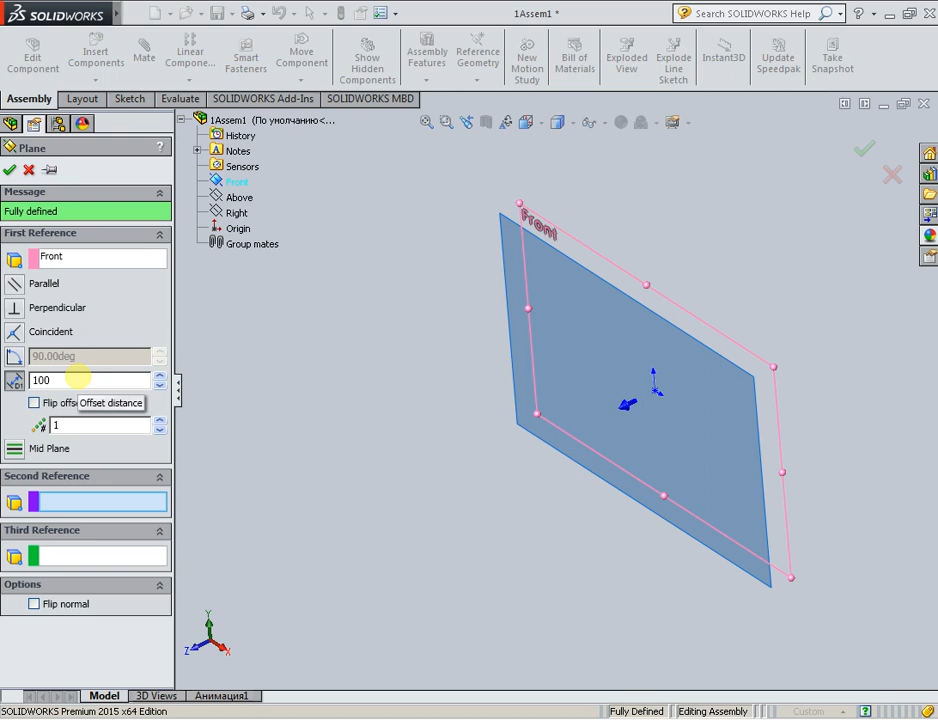 SOLIDWORKS
1Assem1 *
Search SOLIDWORKS Help
Edit Component
Insert Components
Mate
Linear Compone...
Smart Fasteners
Move Component
Show Hidden Components
Assembly Features
Reference Geometry
New Motion Study
Bill of Materials
Exploded View
Explode Line Sketch
Instant3D
Update Speedpak
Take Snapshot
Assembly
Layout
Sketch
Evaluate
SOLIDWORKS Add-Ins
SOLIDWORKS MBD
Plane
?
Message
Fully defined
First Reference
Front
Parallel
Perpendicular
Coincident
90.00deg
100
Flip offs
Offset distance
1
Mid Plane
Second Reference
Third Reference
Options
Flip normal
1Assem1 (По умолчанию<...
History
Notes
Sensors
Front
Above
Right
Origin
Group mates
Front
Y
Z
X
Model
3D Views
Анимация1
SOLIDWORKS Premium 2015 x64 Edition
Fully Defined
Editing Assembly
Custom